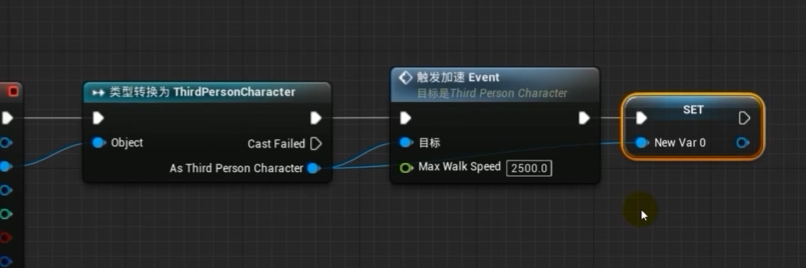 类型转换为 ThirdPersonCharacter
Object
Cast Failed
As Third Person Character
触发加速 Event
目标是Third Person Character
目标
Max Walk Speed 2500.0
SET
New Var 0